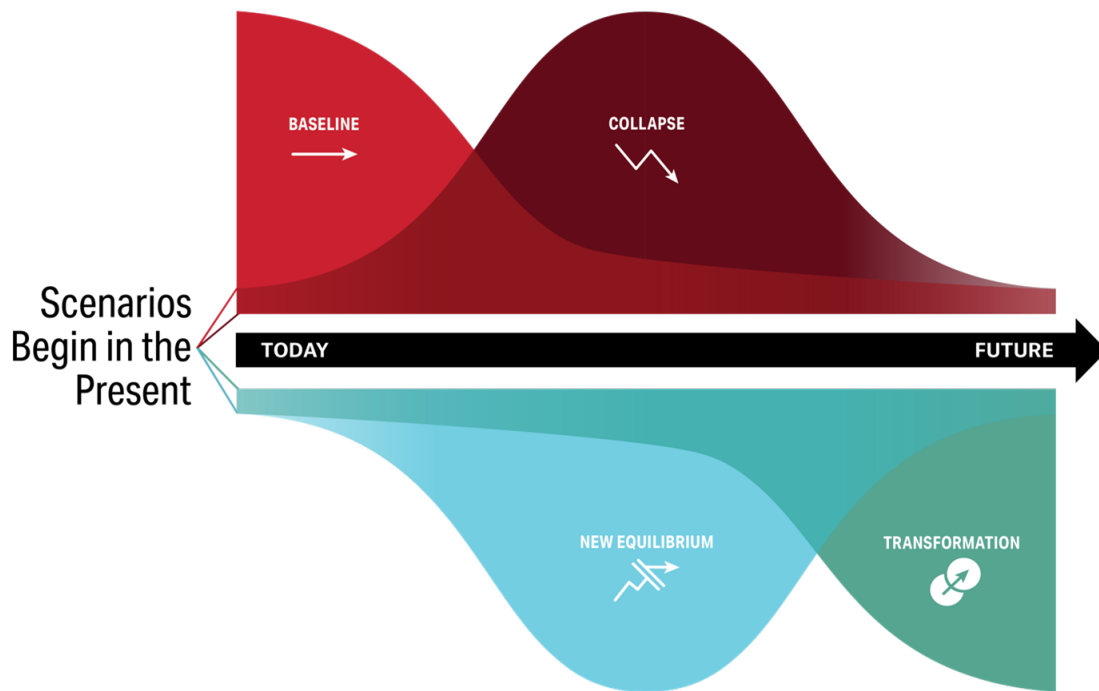 BASELINE
COLLAPSE
Scenarios
Begin in the
Present
TODAY
FUTURE
NEW EQUILIBRIUM
TRANSFORMATION